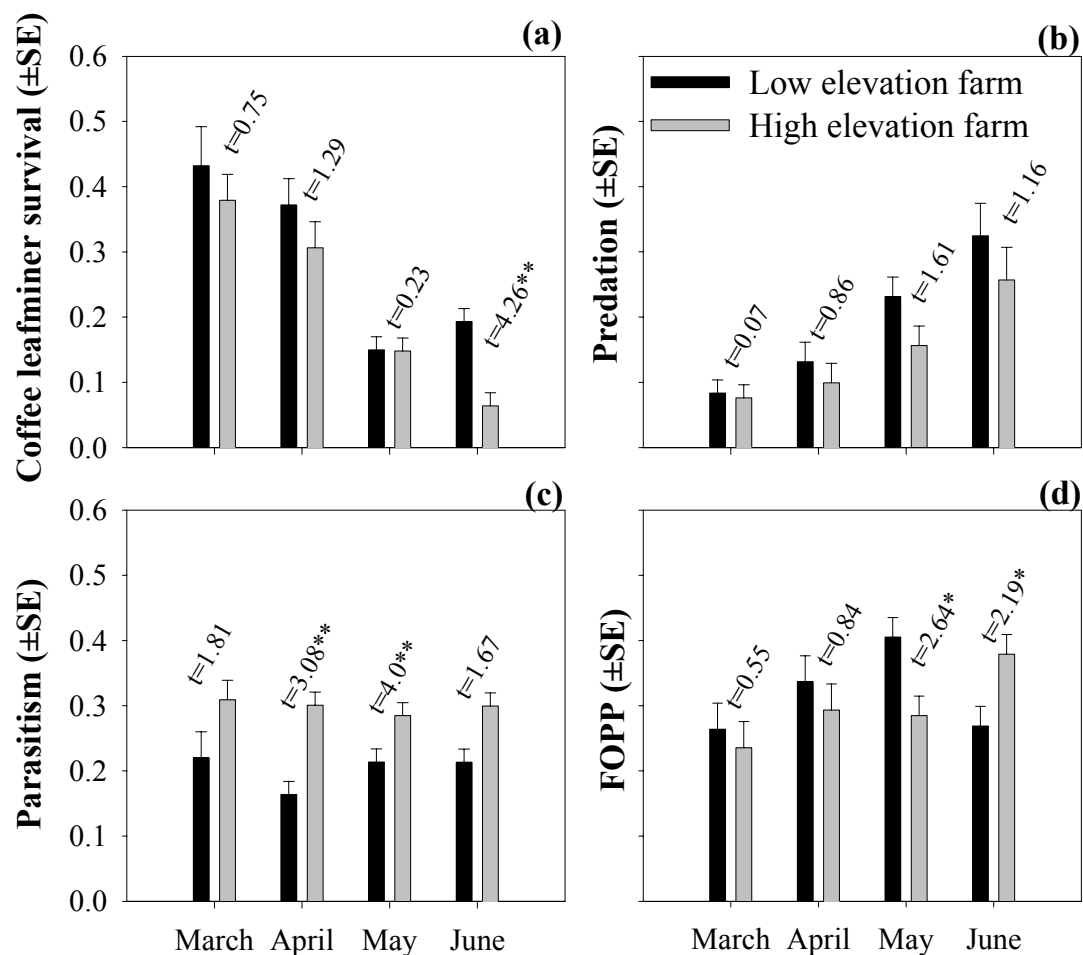 (a)
Coffee leafminer survival (±SE)
0.6
0.5
0.4
0.3
0.2
0.1
0.0
t=0.75
t=1.29
t=0.23
t=4.26**
(b)
Predation (±SE)
Low elevation farm
High elevation farm
t=0.07
t=0.86
t=1.61
t=1.16
(c)
Parasitism (±SE)
0.6
0.5
0.4
0.3
0.2
0.1
0.0
t=1.81
t=3.08**
t=4.0**
t=1.67
March April May June
(d)
FOPP (±SE)
t=0.55
t=0.84
t=2.64*
t=2.19*
March April May June